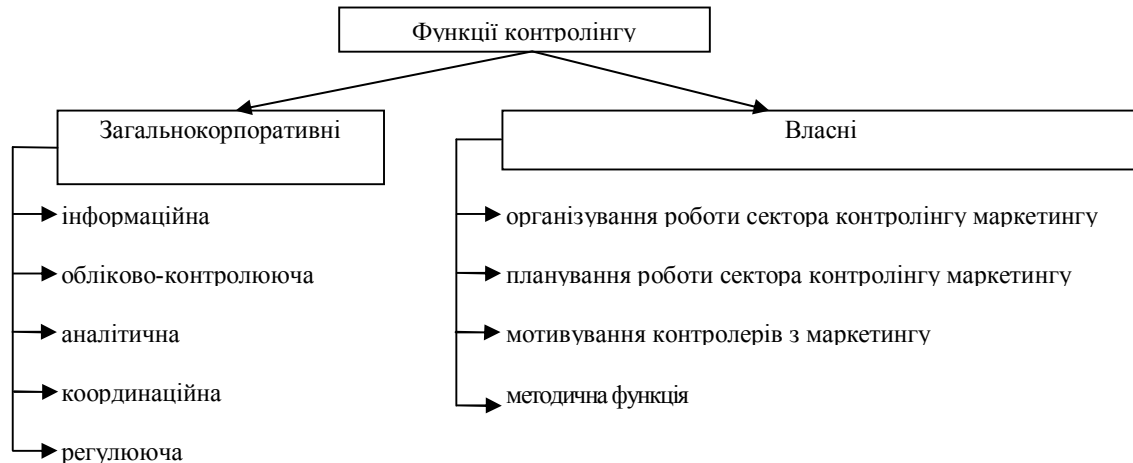 Функції контролінгу
Загальнокорпоративні
інформаційна
обліково-контролююча
аналітична
координаційна
регулююча
Власні
організування роботи сектора контролінгу маркетингу
планування роботи сектора контролінгу маркетингу
мотивування контролерів з маркетингу
методична функція